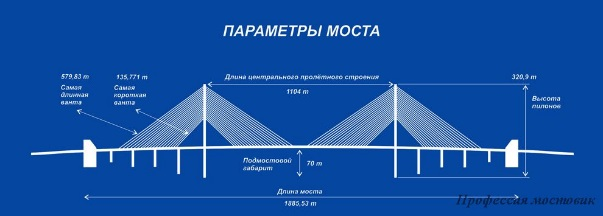 ПАРАМЕТРЫ МОСТА
579,83 m
135,771 m
Длина центрального пролётного строения
320,9 m
Самая
длинная
ванта
Самая
короткая
ванта
1104 m
Высота
пилонов
Подмостовой
габарит
70 m
Длина моста
1885,53 m
Профессия мостовик